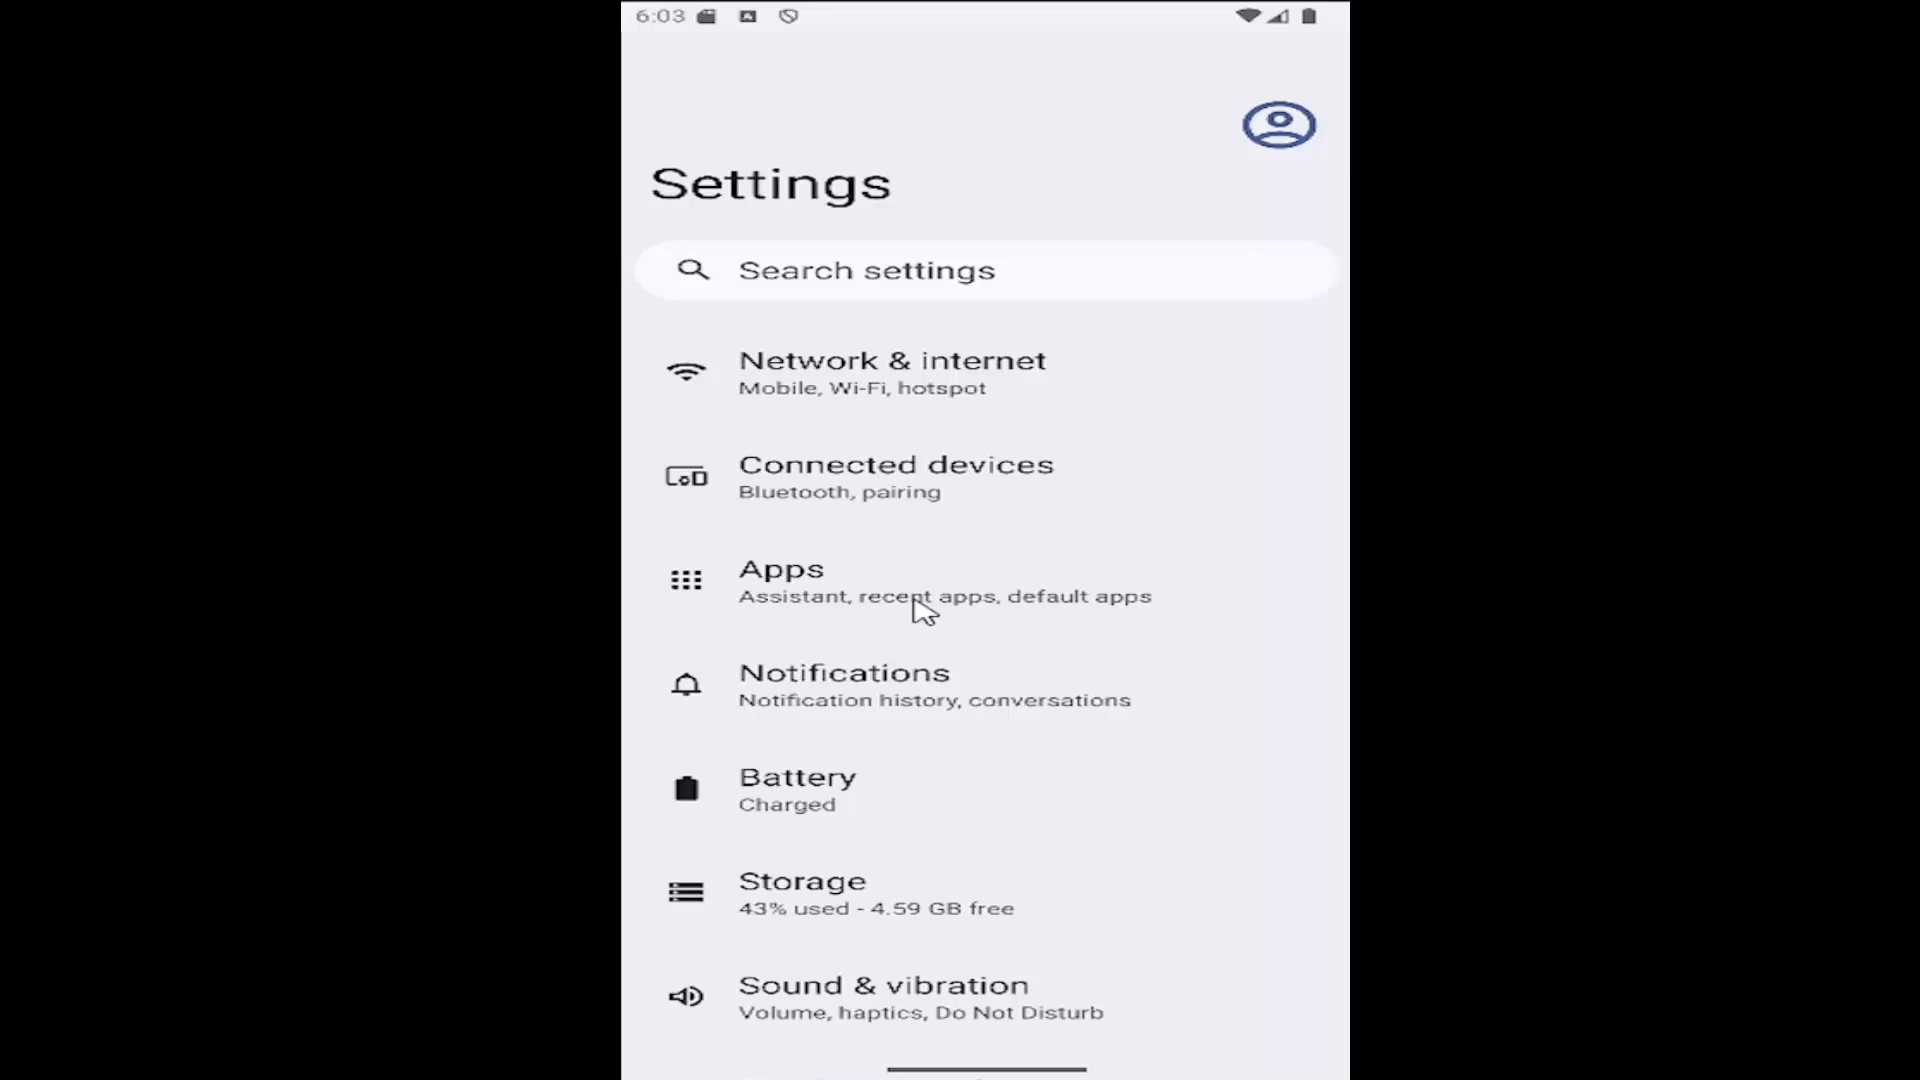 6:03
Settings
Search settings
Network & internet
Mobile, Wi-Fi, hotspot
Connected devices
Bluetooth, pairing
Apps
Assistant, recent apps, default apps
Notifications
Notification history, conversations
Battery
Charged
Storage
43% used - 4.59 GB free
Sound & vibration
Volume, haptics, Do Not Disturb